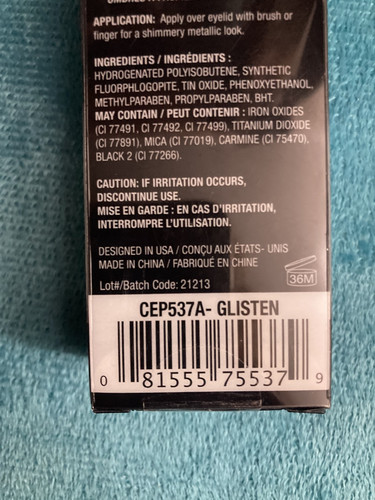 APPLICATION: Apply over eyelid with brush or
finger for a shimmery metallic look.
INGREDIENTS / INGRÉDIENTS :
HYDROGENATED POLYISOBUTENE, SYNTHETIC
FLUORPHLOGOPITE, TIN OXIDE, PHENOXYETHANOL,
METHYLPARABEN, PROPYLPARABEN, BHT.
MAY CONTAIN / PEUT CONTENIR : IRON OXIDES
(CI 77491, CI 77492, CI 77499), TITANIUM DIOXIDE
(CI 77891), MICA (CI 77019), CARMINE (CI 75470),
BLACK 2 (CI 77266).
CAUTION: IF IRRITATION OCCURS,
DISCONTINUE USE.
MISE EN GARDE : EN CAS D'IRRITATION,
INTERROMPRE L'UTILISATION.
DESIGNED IN USA / CONÇU AUX ÉTATS- UNIS
MADE IN CHINA / FABRIQUÉ EN CHINE
36M
Lot#/Batch Code: 21213
CEP537A- GLISTEN
0 81555 75537 9